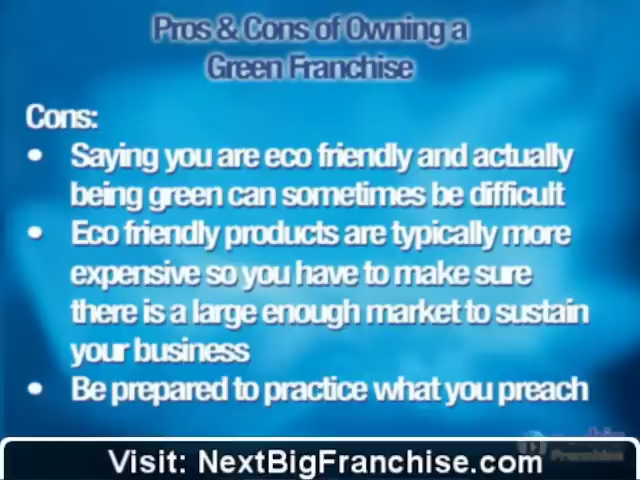 Pros & Cons of Owning a
Green Franchise
Cons:
• Saying you are eco friendly and actually
being green can sometimes be difficult
• Eco friendly products are typically more
expensive so you have to make sure
there is a large enough market to sustain
your business
• Be prepared to practice what you preach
Visit: NextBigFranchise.com